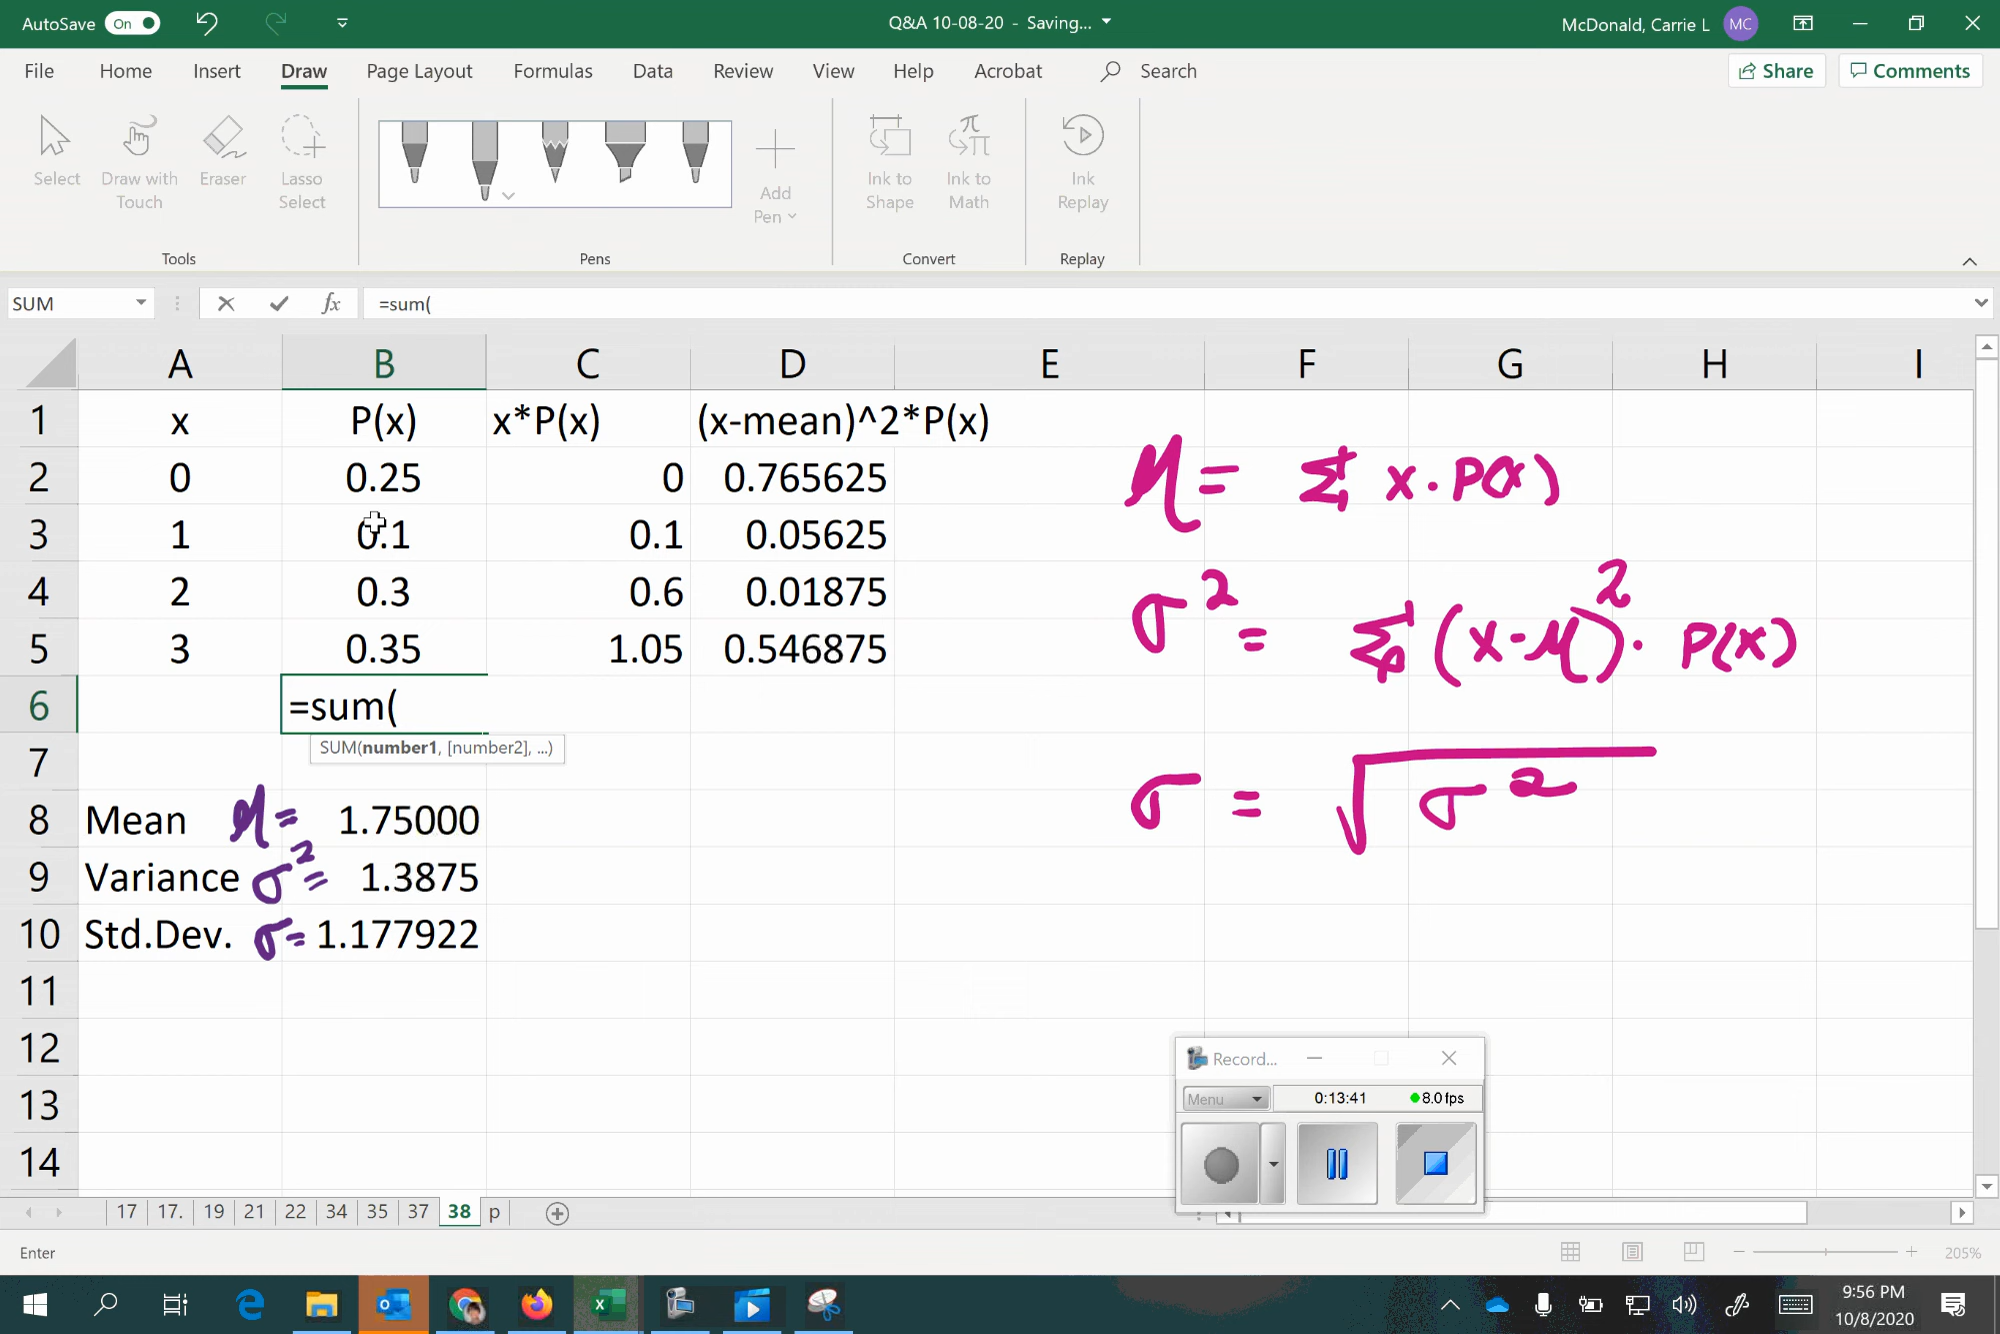 AutoSave On Q&A 10-08-20 - Saving... McDonald, Carrie L MC
File Home Insert Draw Page Layout Formulas Data Review View Help Acrobat Search Share Comments
Select Draw with Touch Eraser Lasso Select Add Pen Ink to Shape Ink to Math Ink Replay
Tools Pens Convert Replay
SUM fx =sum(
A B C D E F G H I
1 x P(x) x*P(x) (x-mean)^2*P(x)
2 0 0.25 0 0.765625
3 1 0.1 0.1 0.05625
4 2 0.3 0.6 0.01875
5 3 0.35 1.05 0.546875
6 =sum(
SUM(number1, [number2], ...)
7
8 Mean μ= 1.75000
9 Variance σ²= 1.3875
10 Std.Dev. σ= 1.177922
11
12
13
14
μ = Σ x · P(x)
σ² = Σ (x-μ)² · P(x)
σ = √σ²
Record...
Menu 0:13:41 8.0 fps
17 17. 19 21 22 34 35 37 38 p
Enter 205%
9:56 PM
10/8/2020